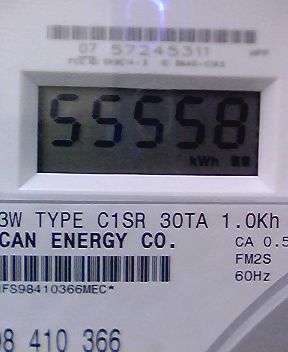 07 57245311
55558
kWh
3W TYPE C1SR 30TA 1.0Kh
CAN ENERGY CO.
CA 0.5
FM2S
60Hz
98 410 366